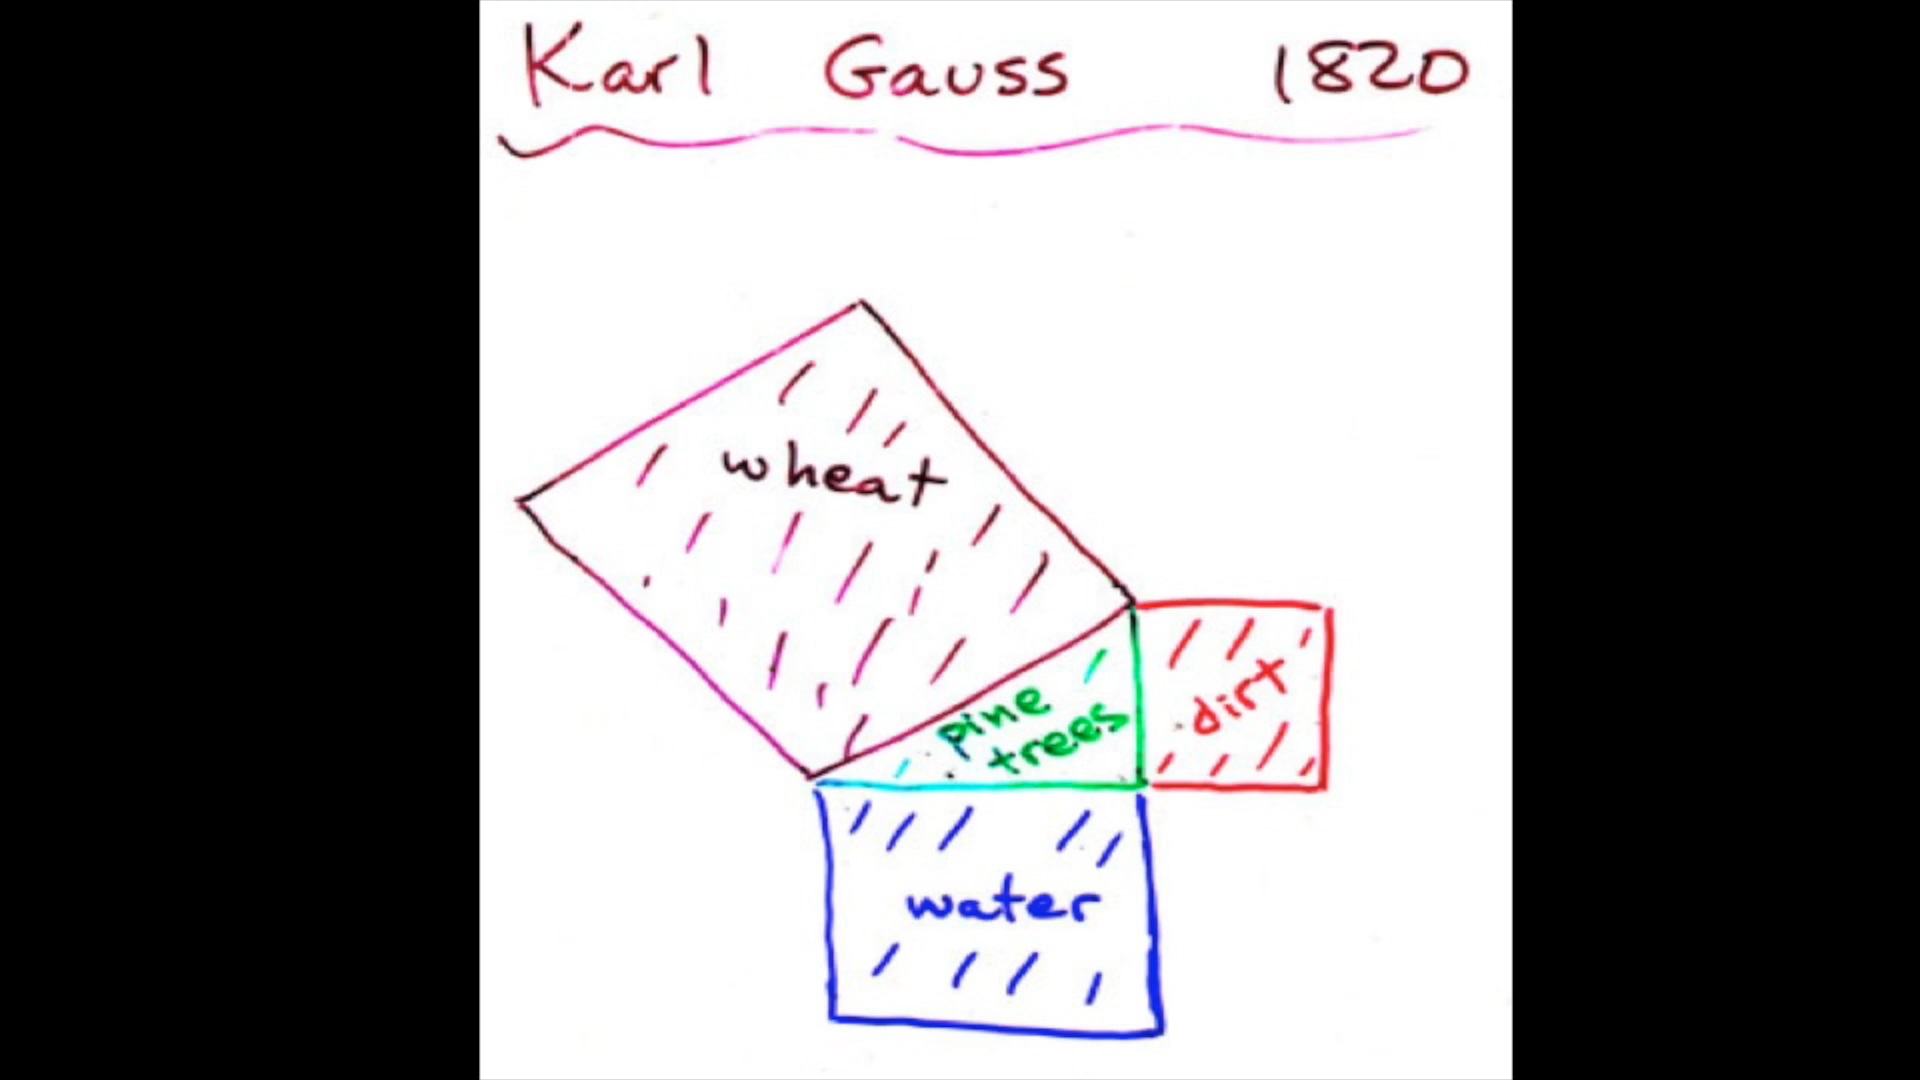 Karl Gauss 1820
wheat
pine
trees
dirt
water